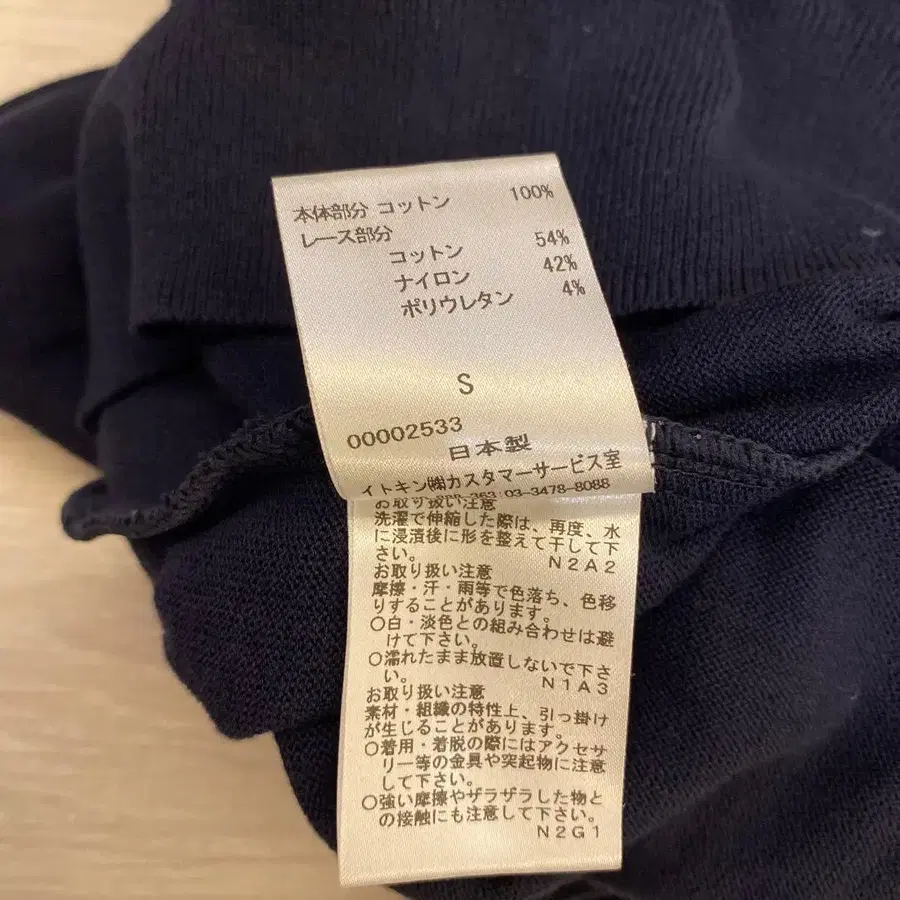 本体部分 コットン 100%
レース部分
コットン 54%
ナイロン 42%
ポリウレタン 4%
S
00002533
日本製
イトキン㈱カスタマーサービス室
03-3478-8088
お取り扱い注意
洗濯で伸縮した際は、再度、水
に浸漬後に形を整えて干して下
さい。 N2A2
お取り扱い注意
摩擦・汗・雨等で色落ち、色移
りすることがあります。
○白・淡色との組み合わせは避
けて下さい。
○濡れたまま放置しないで下さ
い。 N1A3
お取り扱い注意
素材・組織の特性上、引っ掛け
が生じることがあります。
○着用・着脱の際にはアクセサ
リー等の金具や突起物に注意
して下さい。
○強い摩擦やザラザラした物と
の接触にも注意して下さい。
N2G1